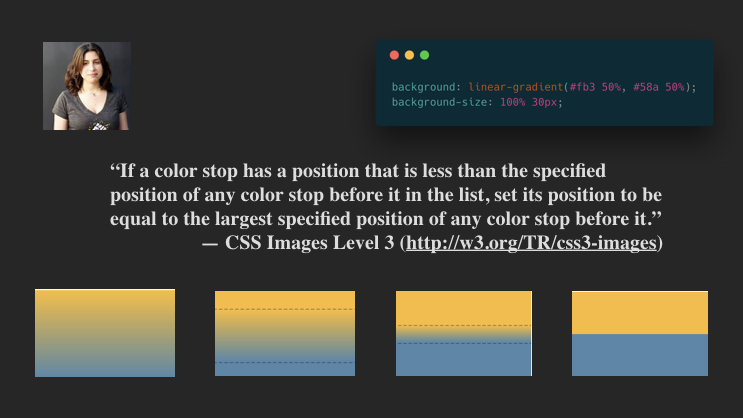 background: linear-gradient(#fb3 50%, #58a 50%);
background-size: 100% 30px;
“If a color stop has a position that is less than the specified
position of any color stop before it in the list, set its position to be
equal to the largest specified position of any color stop before it.”
— CSS Images Level 3 (http://w3.org/TR/css3-images)